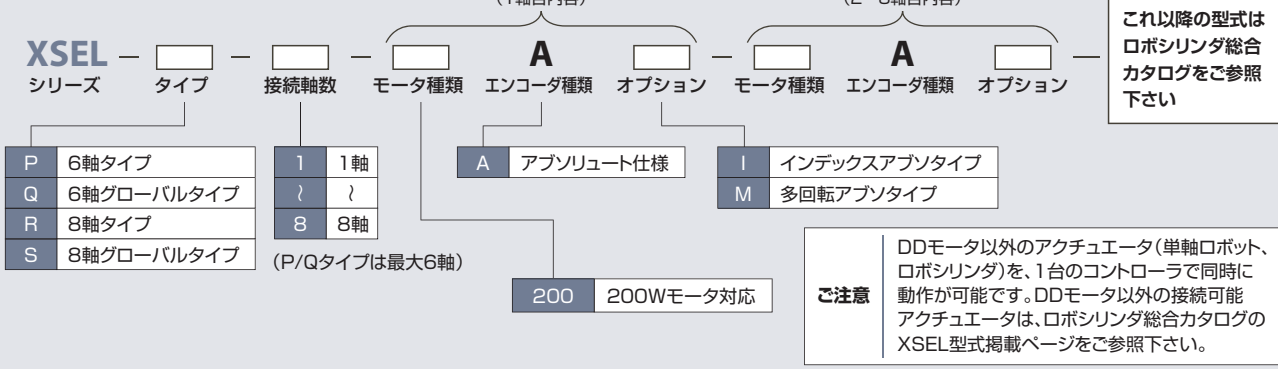 (1軸目内容)
(2～8軸目内容)
XSEL － － － A － A －
シリーズ タイプ 接続軸数 モータ種類 エンコーダ種類 オプション モータ種類 エンコーダ種類 オプション
これ以降の型式は
ロボシリンダ総合
カタログをご参照
下さい
P 6軸タイプ
Q 6軸グローバルタイプ
R 8軸タイプ
S 8軸グローバルタイプ
1 1軸
～ ～
8 8軸
(P/Qタイプは最大6軸)
200 200Wモータ対応
A アブソリュート仕様
I インデックスアブソタイプ
M 多回転アブソタイプ
ご注意
DDモータ以外のアクチュエータ(単軸ロボット、
ロボシリンダ)を、1台のコントローラで同時に
動作が可能です。DDモータ以外の接続可能
アクチュエータは、ロボシリンダ総合カタログの
XSEL型式掲載ページをご参照下さい。